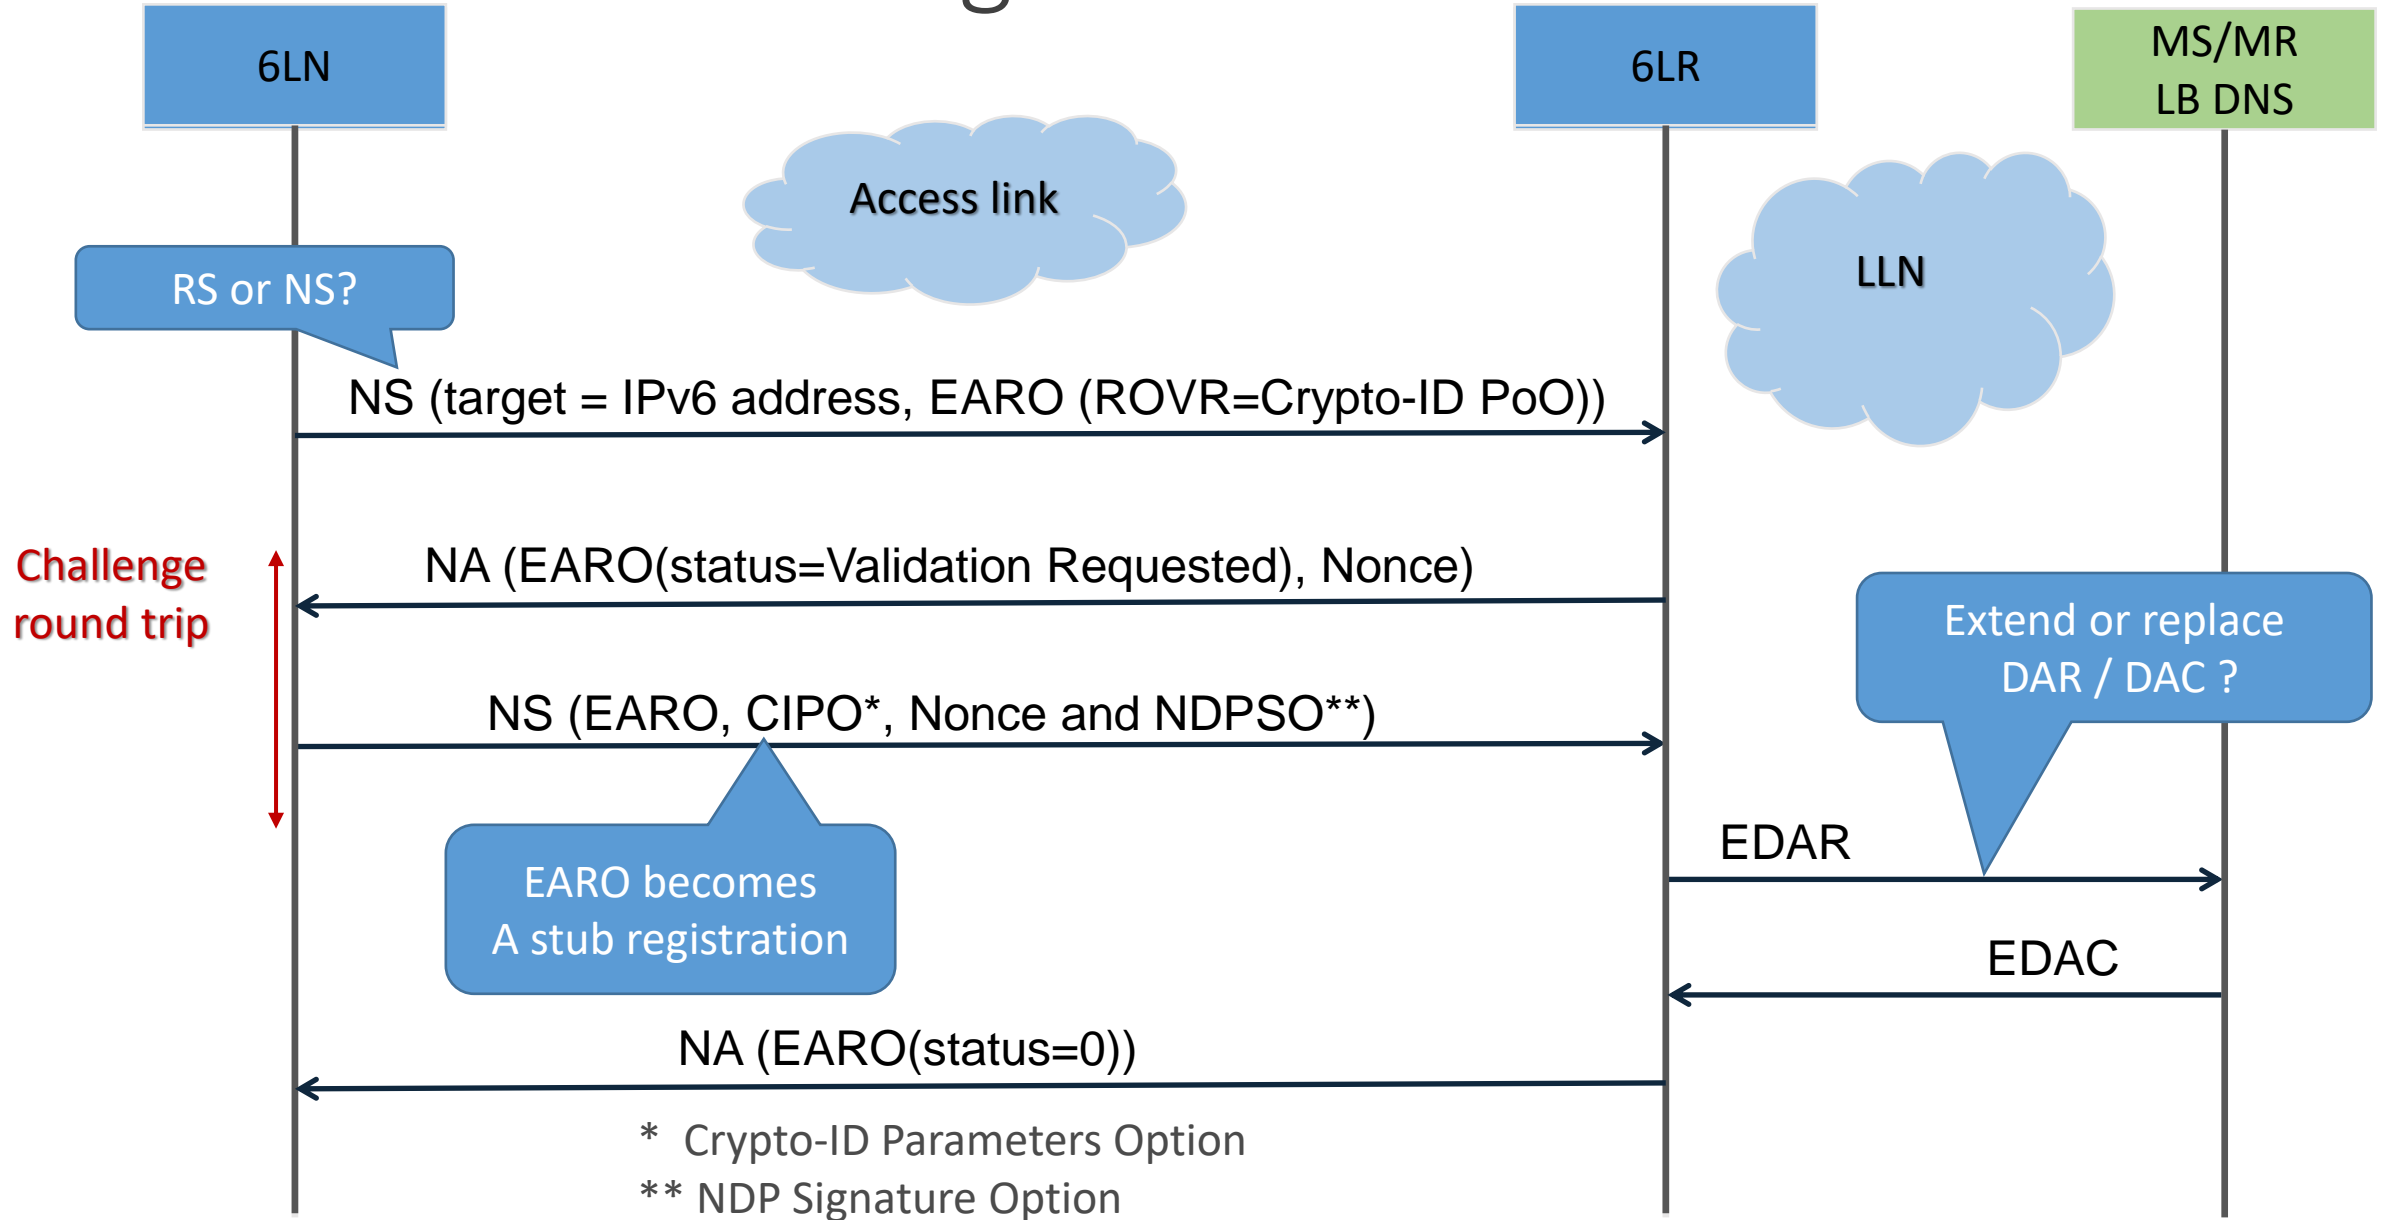 6LN
6LR
MS/MR
LB DNS
Access link
LLN
RS or NS?
NS (target = IPv6 address, EARO (ROVR=Crypto-ID PoO))
Challenge
round trip
NA (EARO(status=Validation Requested), Nonce)
Extend or replace
DAR / DAC ?
NS (EARO, CIPO*, Nonce and NDPSO**)
EARO becomes
A stub registration
EDAR
EDAC
NA (EARO(status=0))
* Crypto-ID Parameters Option
** NDP Signature Option